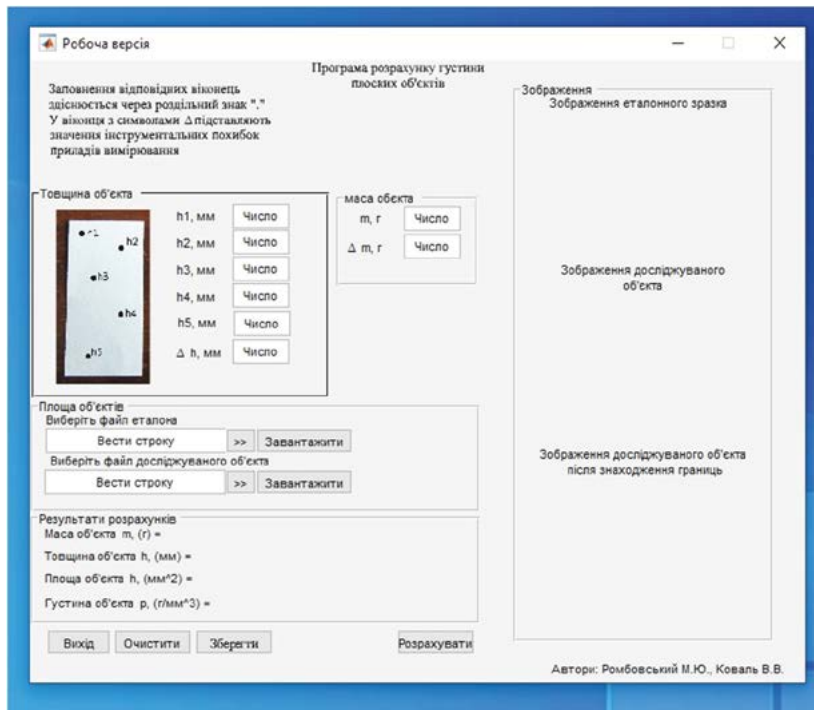 Робоча версія
Програма розрахунку густини
плоских об'єктів
Заповнення відповідних віконець
здіснюється через роздільний знак "."
У віконця з символами Δ підставляють
значення інструментальних похибок
приладів вимірювання
Товщина об'єкта
h1, мм Число
h2, мм Число
h3, мм Число
h4, мм Число
h5, мм Число
Δ h, мм Число
h2
h3
h4
h5
маса обєкта
m, г Число
Δ m, г Число
Площа об'єктів
Виберіть файл еталона
Вести строку >> Завантажити
Виберіть файл досліджуваного об'єкта
Вести строку >> Завантажити
Результати розрахунків
Маса об'єкта m, (г) =
Товщина об'єкта h, (мм) =
Площа об'єкта h, (мм^2) =
Густина об'єкта p, (г/мм^3) =
Вихід Очистити Зберегти Розрахувати
Зображення
Зображення еталонного зразка
Зображення досліджуваного
об'єкта
Зображення досліджуваного об'єкта
після знаходження границь
Автори: Ромбовський М.Ю., Коваль В.В.